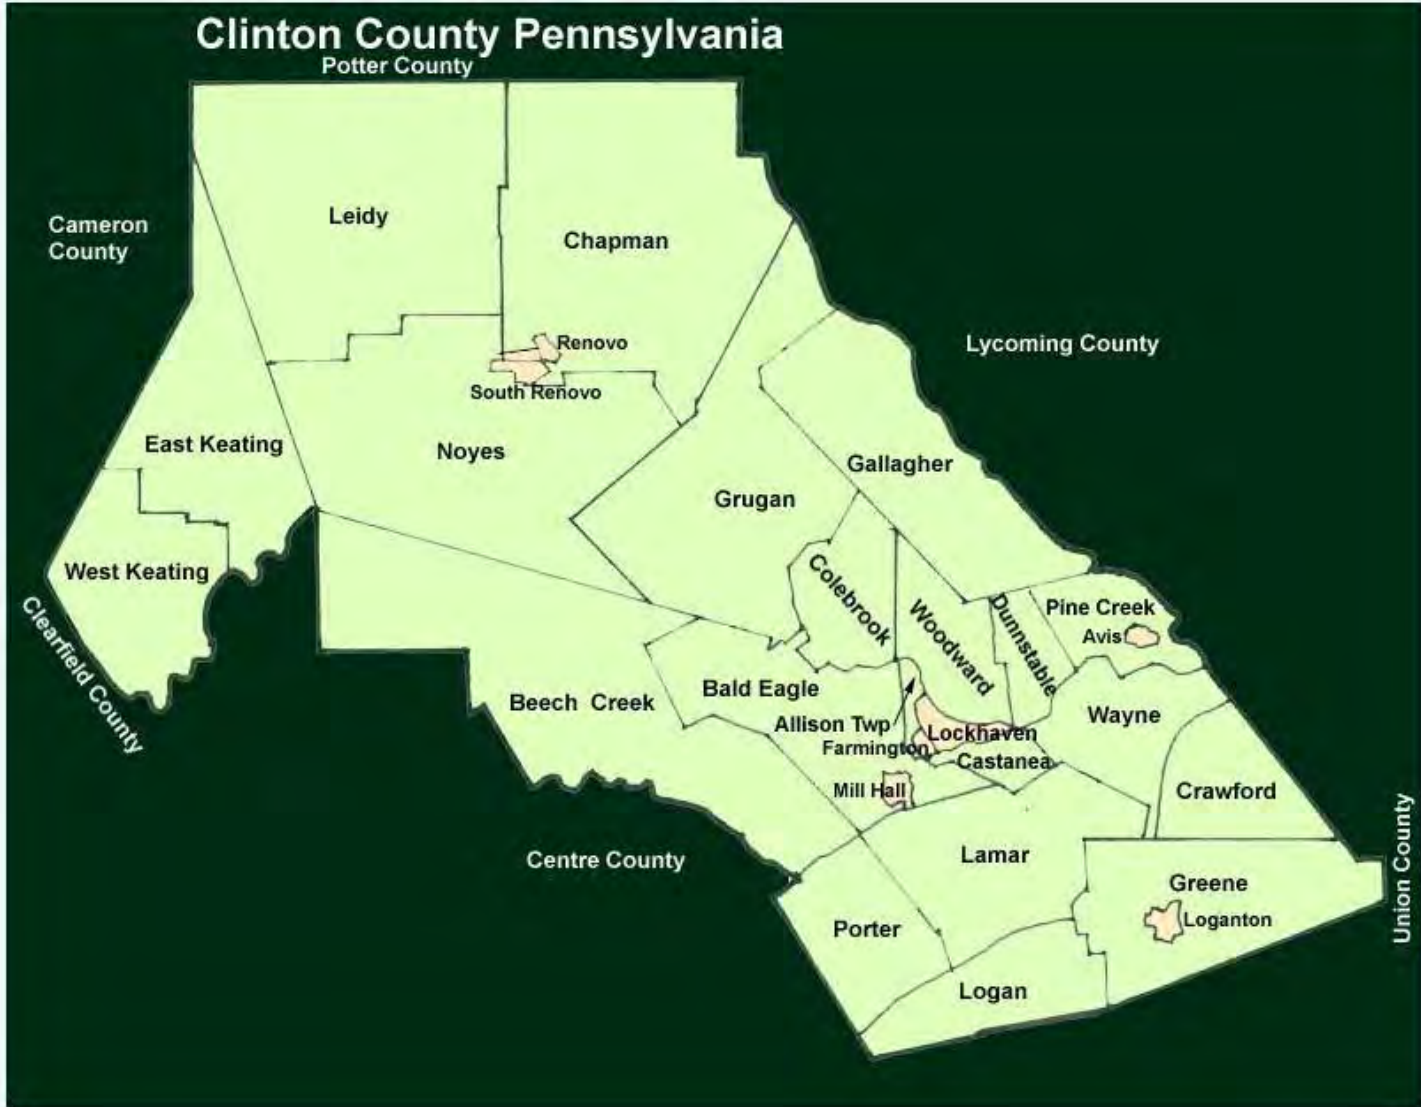 Clinton County Pennsylvania
Potter County
Cameron
County
Leidy
Chapman
Lycoming County
Renovo
South Renovo
East Keating
Noyes
Gallagher
Grugan
West Keating
Colebrook
Woodward
Dunnstable
Pine Creek
Avis
Clearfield County
Beech Creek
Bald Eagle
Allison Twp
Farmington
Lockhaven
Castanea
Wayne
Mill Hall
Crawford
Centre County
Lamar
Greene
Loganton
Union County
Porter
Logan